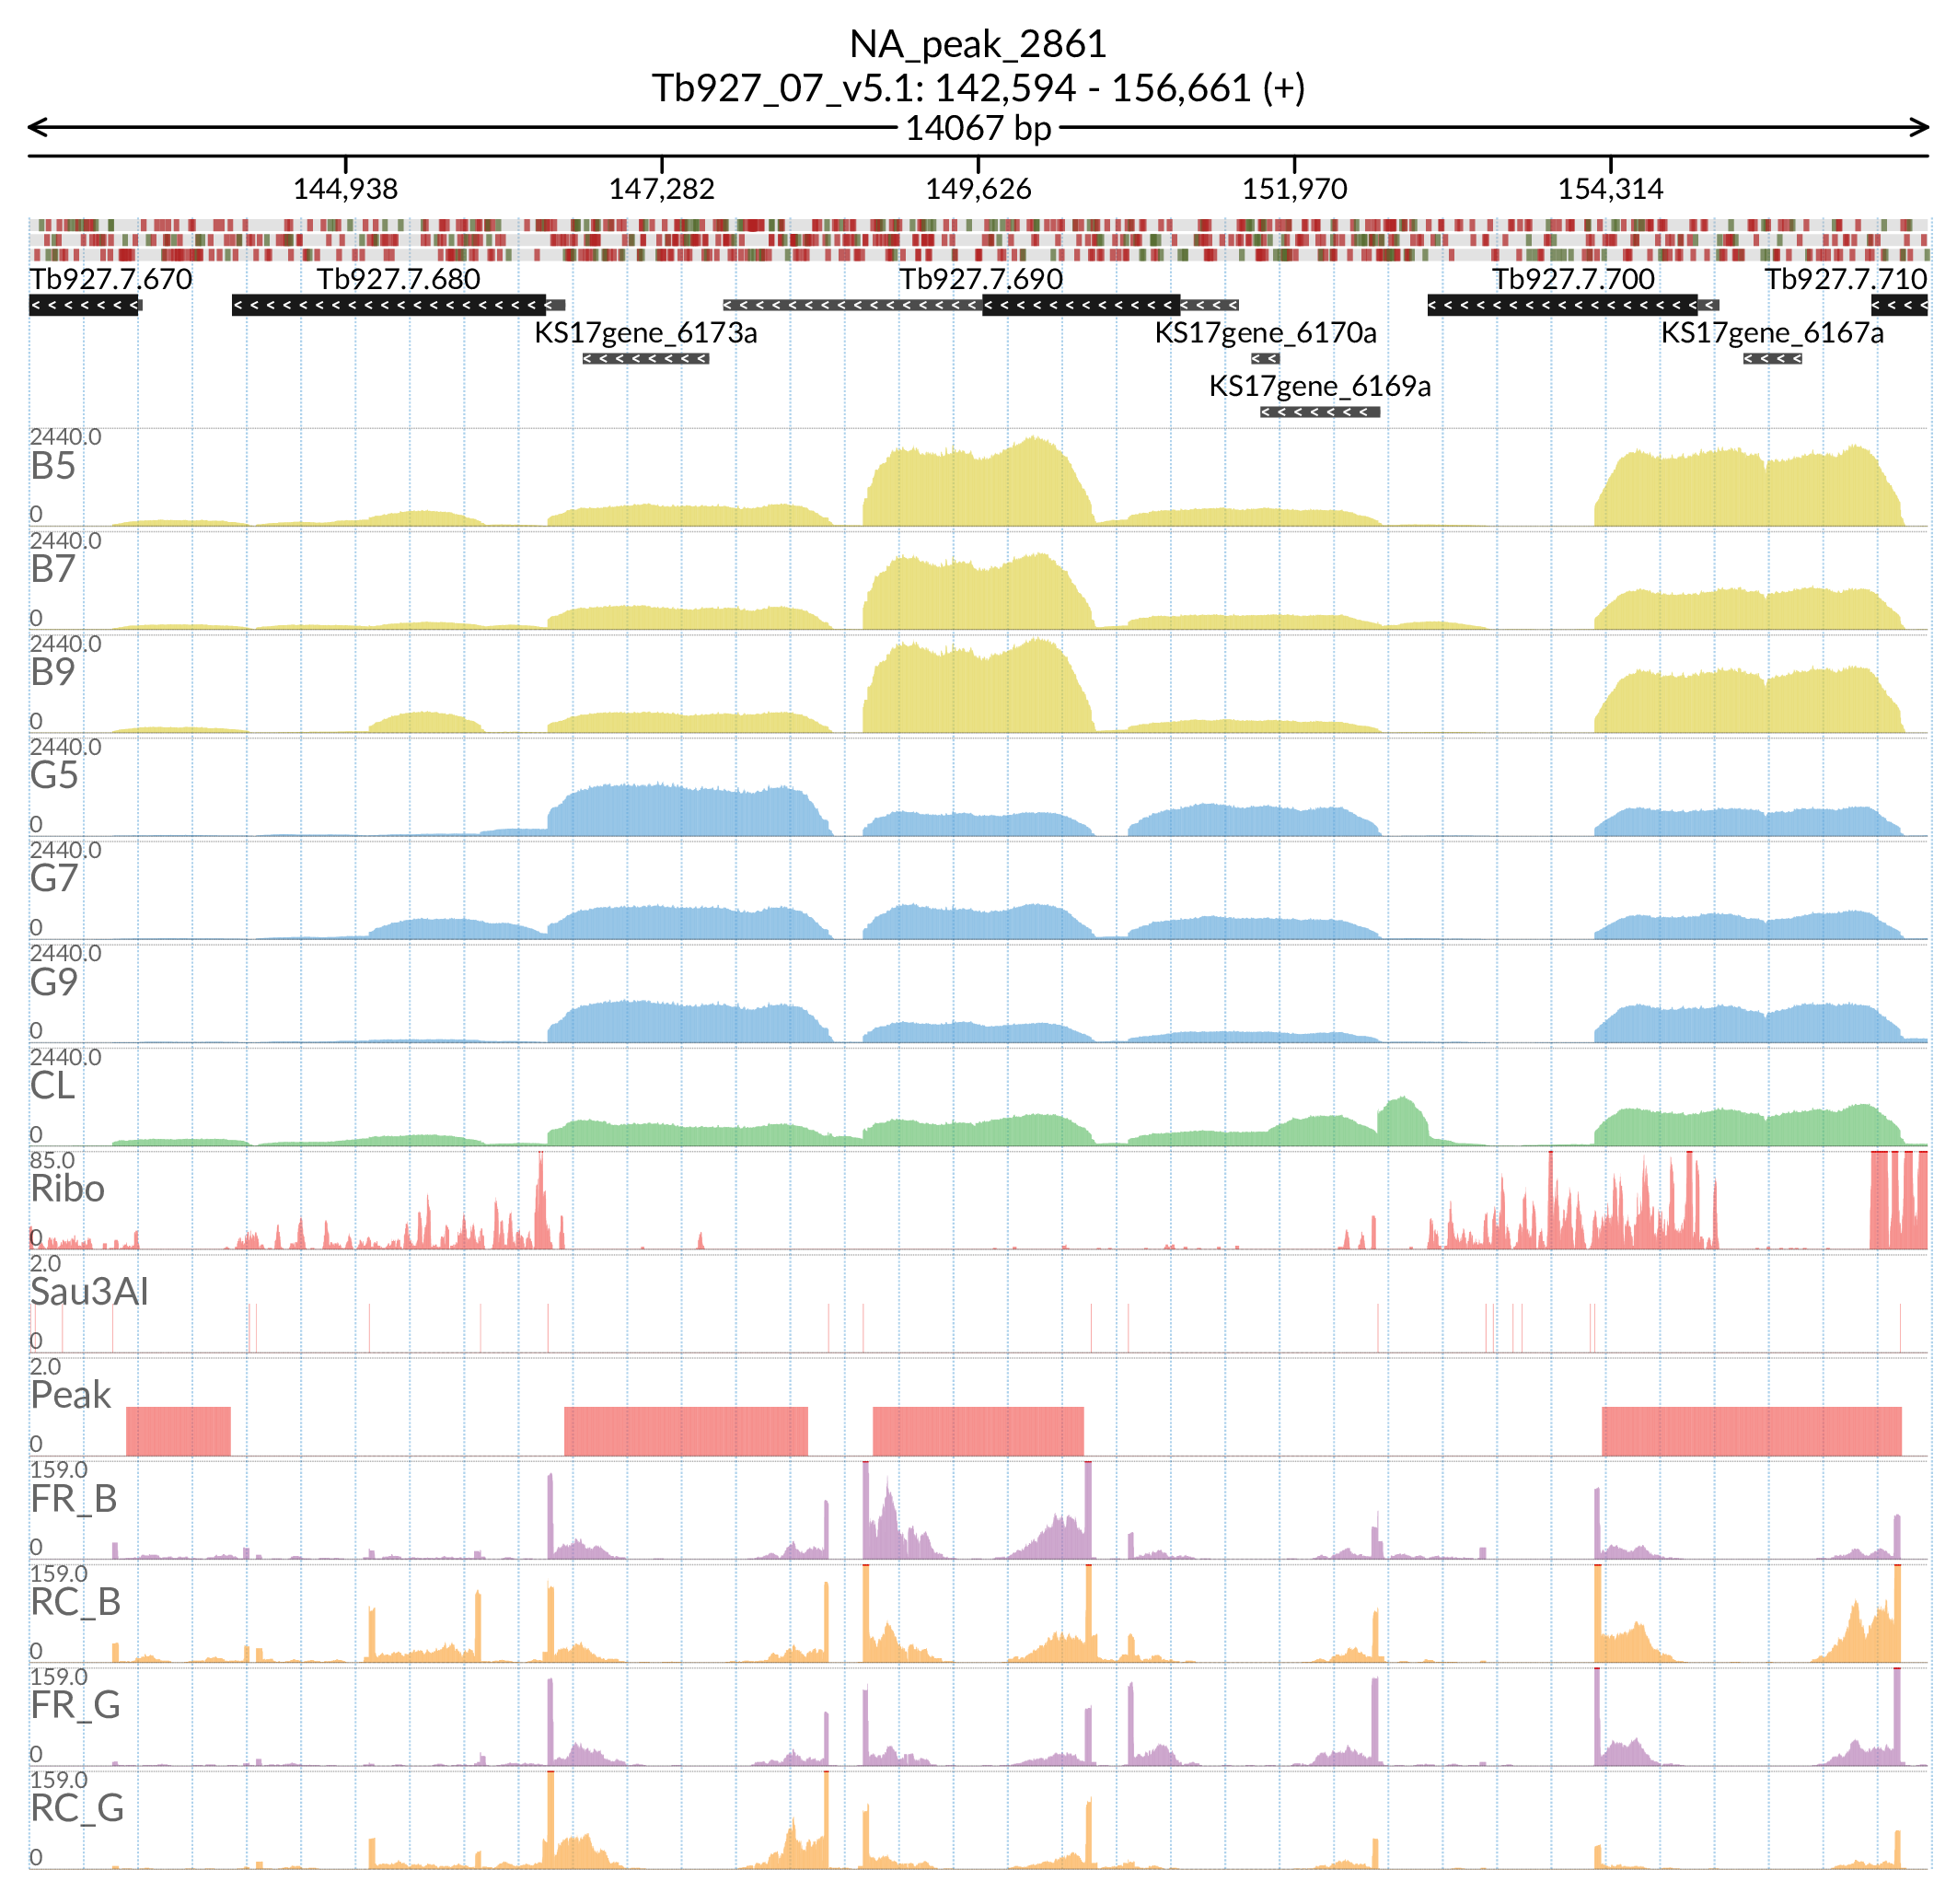 NA_peak_2861
Tb927_07_v5.1: 142,594 - 156,661 (+)
14067 bp
144,938 147,282 149,626 151,970 154,314
Tb927.7.670 Tb927.7.680 Tb927.7.690 Tb927.7.700 Tb927.7.710
KS17gene_6173a KS17gene_6170a KS17gene_6167a
KS17gene_6169a
2440.0
B5
0
2440.0
B7
0
2440.0
B9
0
2440.0
G5
0
2440.0
G7
0
2440.0
G9
0
2440.0
CL
0
85.0
Ribo
0
2.0
Sau3AI
0
2.0
Peak
0
159.0
FR_B
0
159.0
RC_B
0
159.0
FR_G
0
159.0
RC_G
0